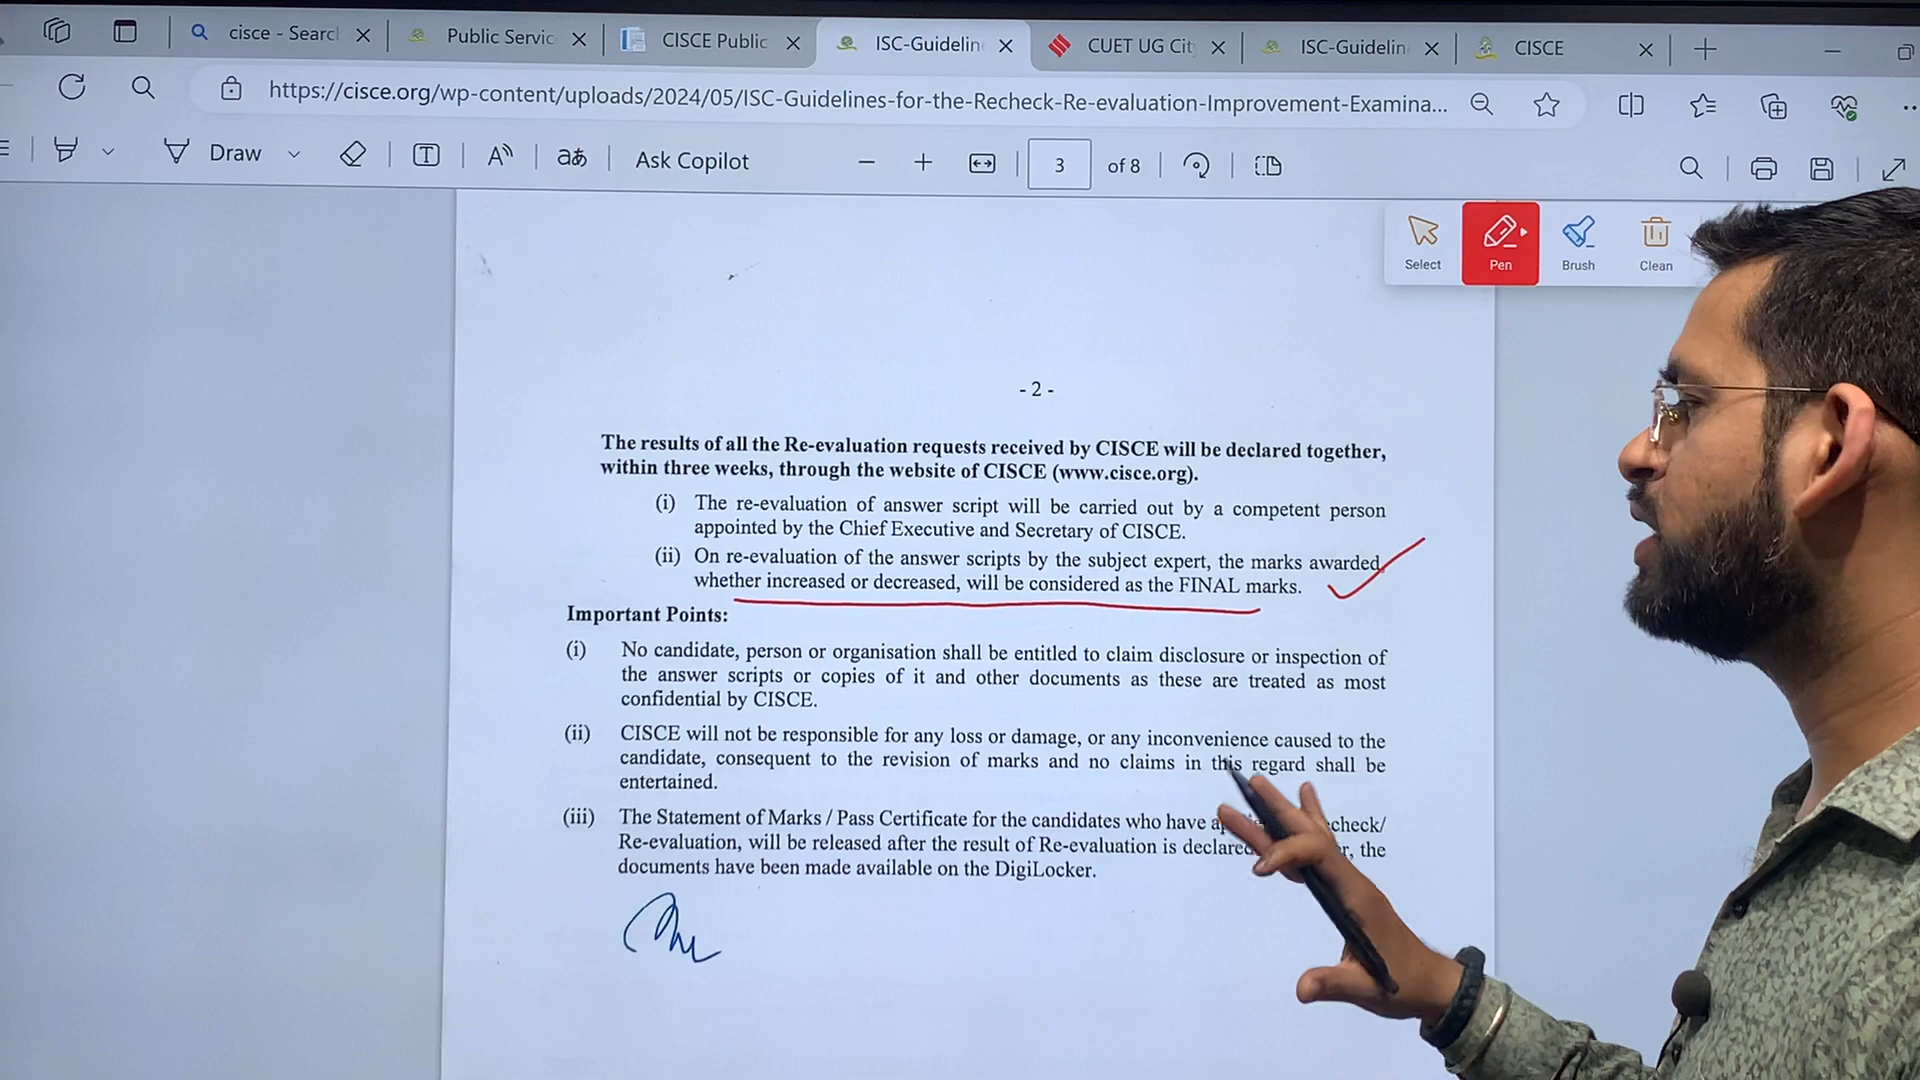 cisce - Searcl
Public Servic
CISCE Public
ISC-Guidelin
CUET UG Cit
ISC-Guidelin
CISCE
https://cisce.org/wp-content/uploads/2024/05/ISC-Guidelines-for-the-Recheck-Re-evaluation-Improvement-Examina...
Draw
aあ
Ask Copilot
3 of 8
Select
Pen
Brush
Clean
- 2 -
The results of all the Re-evaluation requests received by CISCE will be declared together,
within three weeks, through the website of CISCE (www.cisce.org).
(i) The re-evaluation of answer script will be carried out by a competent person
appointed by the Chief Executive and Secretary of CISCE.
(ii) On re-evaluation of the answer scripts by the subject expert, the marks awarded,
whether increased or decreased, will be considered as the FINAL marks.
Important Points:
(i) No candidate, person or organisation shall be entitled to claim disclosure or inspection of
the answer scripts or copies of it and other documents as these are treated as most
confidential by CISCE.
(ii) CISCE will not be responsible for any loss or damage, or any inconvenience caused to the
candidate, consequent to the revision of marks and no claims in this regard shall be
entertained.
(iii) The Statement of Marks / Pass Certificate for the candidates who have
Re-evaluation, will be released after the result of Re-evaluation is declared the
documents have been made available on the DigiLocker.